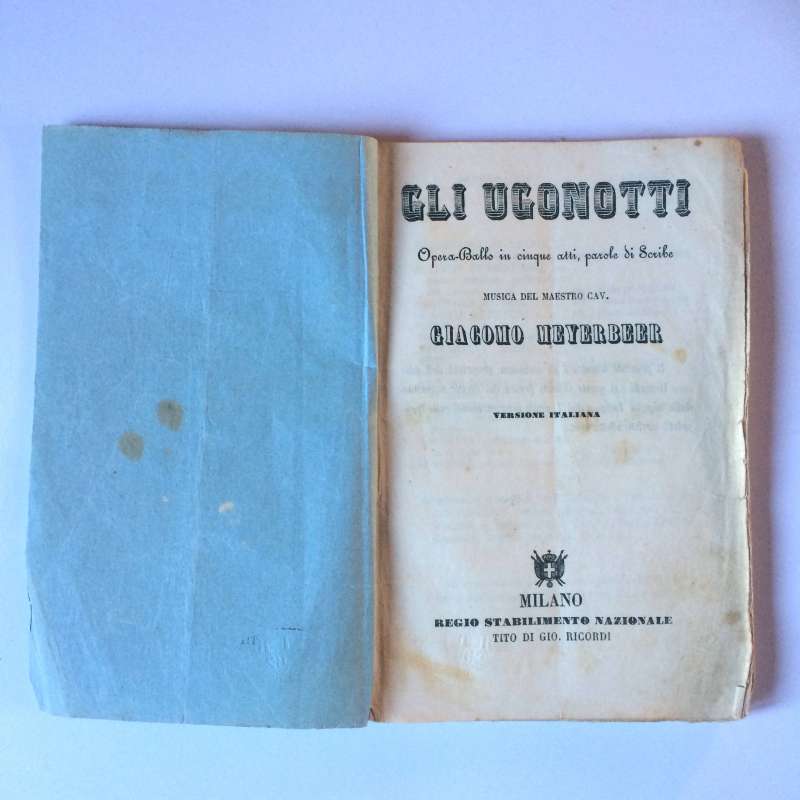 GLI UGONOTTI
Opera-Ballo in cinque atti, parole di Scribe
MUSICA DEL MAESTRO CAV.
GIACOMO MEYERBEER
VERSIONE ITALIANA
MILANO
REGIO STABILIMENTO NAZIONALE
TITO DI GIO. RICORDI